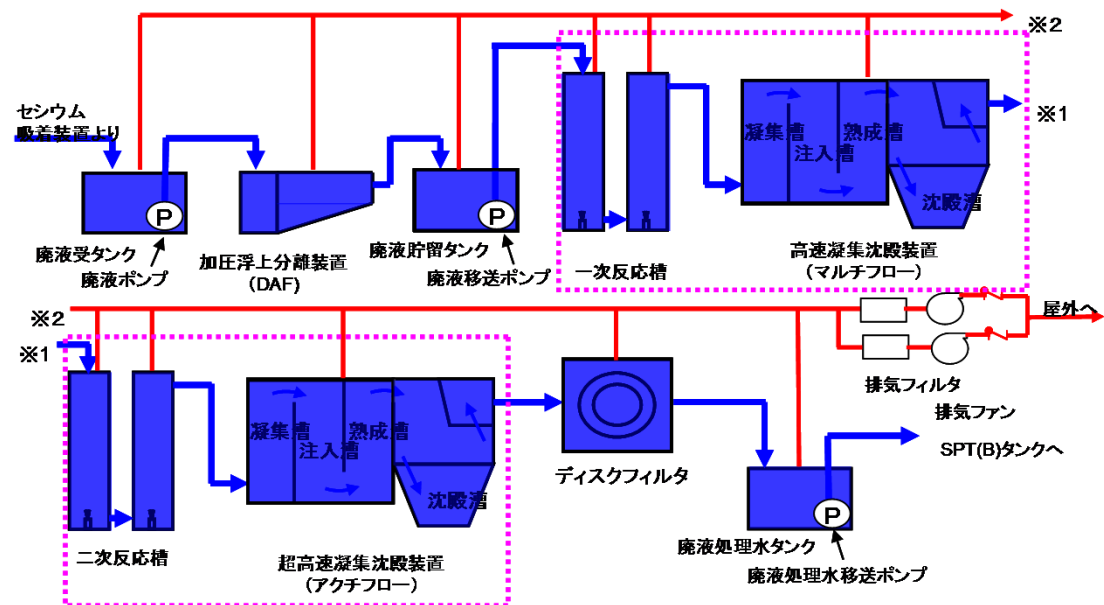 ※2
セシウム
吸着装置より
※1
凝集槽
熟成槽
注入槽
沈殿漕
P
P
廃液受タンク
廃液ポンプ
加圧浮上分離装置
(DAF)
廃液貯留タンク
廃液移送ポンプ
一次反応槽
高速凝集沈殿装置
(マルチフロー)
※2
※1
屋外へ
排気フィルタ
排気ファン
凝集槽
熟成槽
注入槽
沈殿漕
ディスクフィルタ
SPT(B)タンクへ
P
二次反応槽
超高速凝集沈殿装置
(アクチフロー)
廃液処理水タンク
廃液処理水移送ポンプ